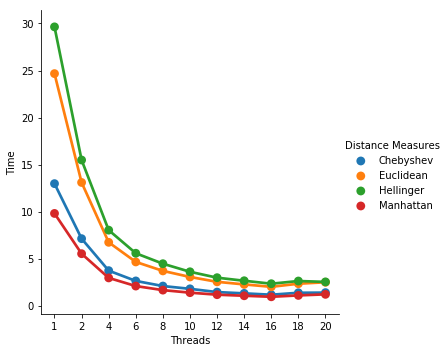 30
25
20
15
10
5
0
Time
1 2 4 6 8 10 12 14 16 18 20
Threads
Distance Measures
Chebyshev
Euclidean
Hellinger
Manhattan